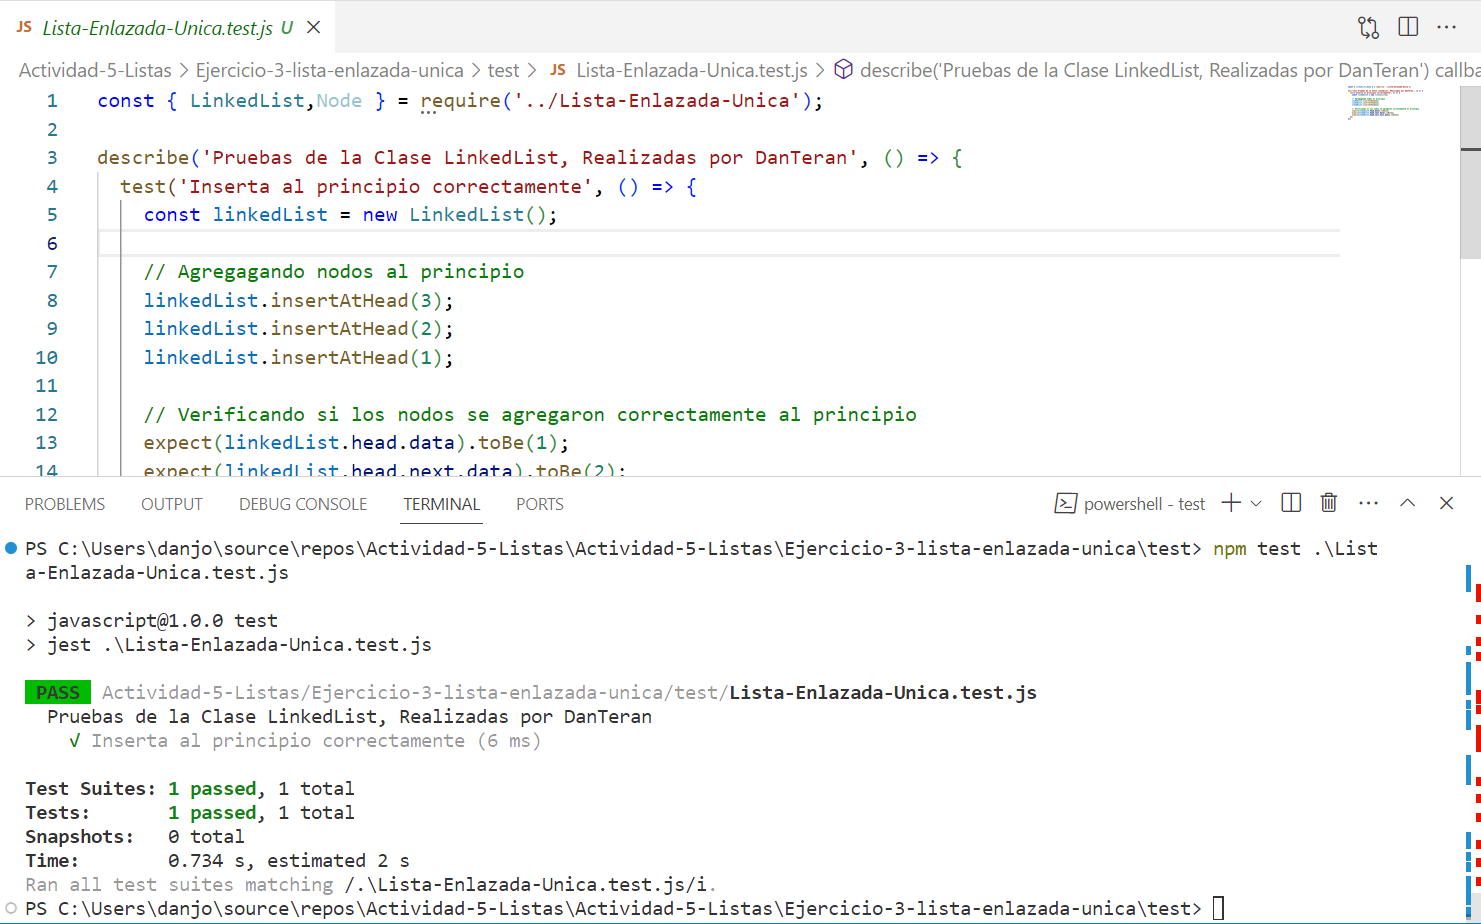 JS Lista-Enlazada-Unica.test.js U
Actividad-5-Listas > Ejercicio-3-lista-enlazada-unica > test > JS Lista-Enlazada-Unica.test.js > describe('Pruebas de la Clase LinkedList, Realizadas por DanTeran') callba
1 const { LinkedList,Node } = require('../Lista-Enlazada-Unica');
2
3 describe('Pruebas de la Clase LinkedList, Realizadas por DanTeran', () => {
4 test('Inserta al principio correctamente', () => {
5 const linkedList = new LinkedList();
6
7 // Agregagando nodos al principio
8 linkedList.insertAtHead(3);
9 linkedList.insertAtHead(2);
10 linkedList.insertAtHead(1);
11
12 // Verificando si los nodos se agregaron correctamente al principio
13 expect(linkedList.head.data).toBe(1);
14 expect(linkedList.head.next.data).toBe(2);
PROBLEMS OUTPUT DEBUG CONSOLE TERMINAL PORTS powershell - test
PS C:\Users\danjo\source\repos\Actividad-5-Listas\Actividad-5-Listas\Ejercicio-3-lista-enlazada-unica\test> npm test .\List
a-Enlazada-Unica.test.js
> javascript@1.0.0 test
> jest .\Lista-Enlazada-Unica.test.js
PASS Actividad-5-Listas/Ejercicio-3-lista-enlazada-unica/test/Lista-Enlazada-Unica.test.js
Pruebas de la Clase LinkedList, Realizadas por DanTeran
√ Inserta al principio correctamente (6 ms)
Test Suites: 1 passed, 1 total
Tests: 1 passed, 1 total
Snapshots: 0 total
Time: 0.734 s, estimated 2 s
Ran all test suites matching /.\Lista-Enlazada-Unica.test.js/i.
PS C:\Users\danjo\source\repos\Actividad-5-Listas\Actividad-5-Listas\Ejercicio-3-lista-enlazada-unica\test>